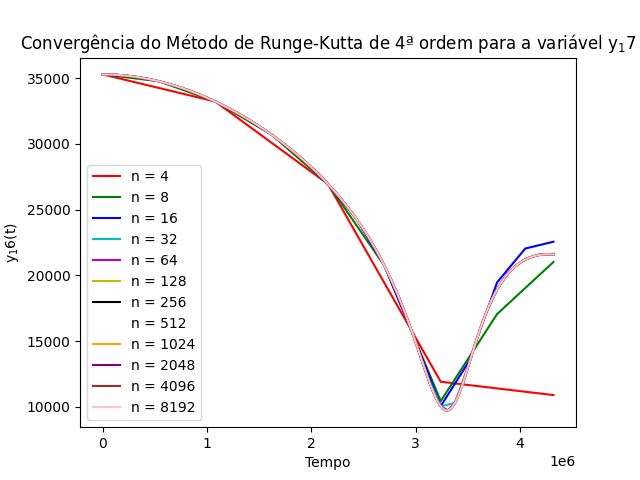 Convergência do Método de Runge-Kutta de 4ª ordem para a variável y₁7
y₁6(t)
35000
30000
25000
20000
15000
10000
n = 4
n = 8
n = 16
n = 32
n = 64
n = 128
n = 256
n = 512
n = 1024
n = 2048
n = 4096
n = 8192
0 1 2 3 4
1e6
Tempo